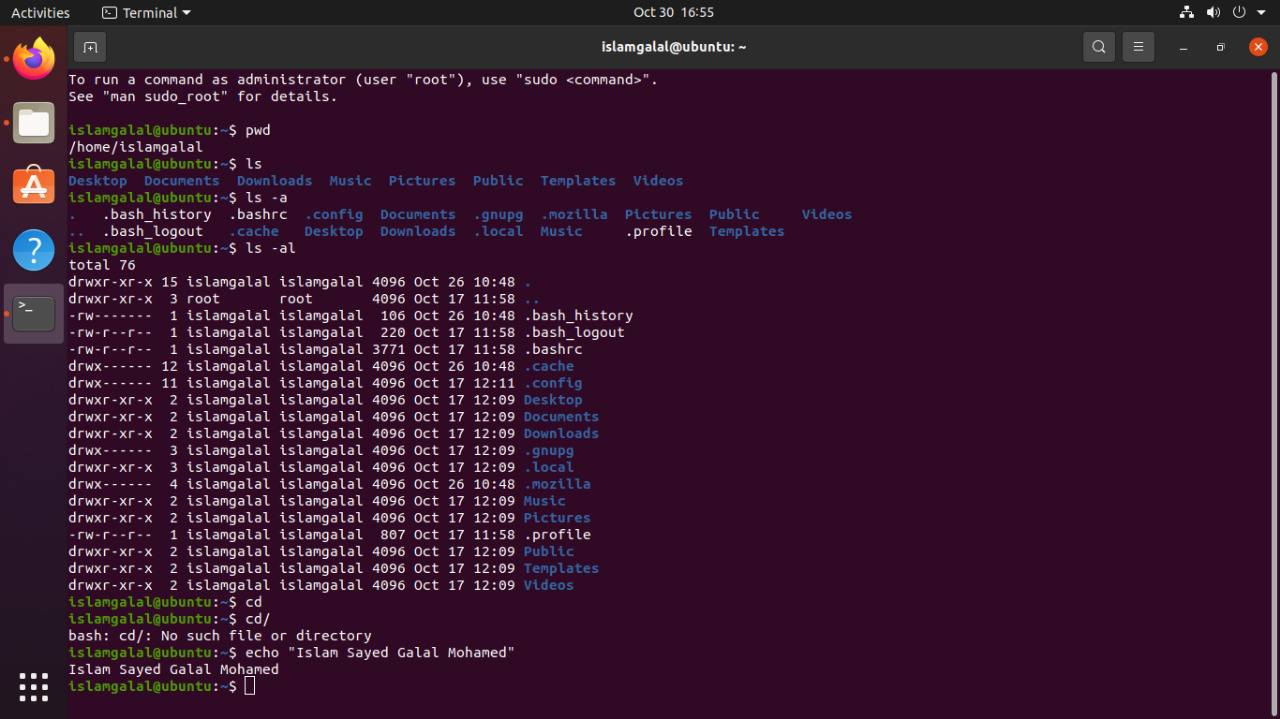 Activities Terminal Oct 30 16:55
islamgalal@ubuntu: ~
To run a command as administrator (user "root"), use "sudo <command>".
See "man sudo_root" for details.
islamgalal@ubuntu:~$ pwd
/home/islamgalal
islamgalal@ubuntu:~$ ls
Desktop  Documents  Downloads  Music  Pictures  Public  Templates  Videos
islamgalal@ubuntu:~$ ls -a
.   .bash_history  .bashrc  .config  Documents  .gnupg  .mozilla  Pictures  Public     Videos
..  .bash_logout   .cache   Desktop  Downloads  .local  Music     .profile  Templates
islamgalal@ubuntu:~$ ls -al
total 76
drwxr-xr-x 15 islamgalal islamgalal 4096 Oct 26 10:48 .
drwxr-xr-x  3 root       root       4096 Oct 17 11:58 ..
-rw-------  1 islamgalal islamgalal  106 Oct 26 10:48 .bash_history
-rw-r--r--  1 islamgalal islamgalal  220 Oct 17 11:58 .bash_logout
-rw-r--r--  1 islamgalal islamgalal 3771 Oct 17 11:58 .bashrc
drwx------ 12 islamgalal islamgalal 4096 Oct 26 10:48 .cache
drwx------ 11 islamgalal islamgalal 4096 Oct 17 12:11 .config
drwxr-xr-x  2 islamgalal islamgalal 4096 Oct 17 12:09 Desktop
drwxr-xr-x  2 islamgalal islamgalal 4096 Oct 17 12:09 Documents
drwxr-xr-x  2 islamgalal islamgalal 4096 Oct 17 12:09 Downloads
drwx------  3 islamgalal islamgalal 4096 Oct 17 12:09 .gnupg
drwxr-xr-x  3 islamgalal islamgalal 4096 Oct 17 12:09 .local
drwx------  4 islamgalal islamgalal 4096 Oct 26 10:48 .mozilla
drwxr-xr-x  2 islamgalal islamgalal 4096 Oct 17 12:09 Music
drwxr-xr-x  2 islamgalal islamgalal 4096 Oct 17 12:09 Pictures
-rw-r--r--  1 islamgalal islamgalal  807 Oct 17 11:58 .profile
drwxr-xr-x  2 islamgalal islamgalal 4096 Oct 17 12:09 Public
drwxr-xr-x  2 islamgalal islamgalal 4096 Oct 17 12:09 Templates
drwxr-xr-x  2 islamgalal islamgalal 4096 Oct 17 12:09 Videos
islamgalal@ubuntu:~$ cd
islamgalal@ubuntu:~$ cd/
bash: cd/: No such file or directory
islamgalal@ubuntu:~$ echo "Islam Sayed Galal Mohamed"
Islam Sayed Galal Mohamed
islamgalal@ubuntu:~$